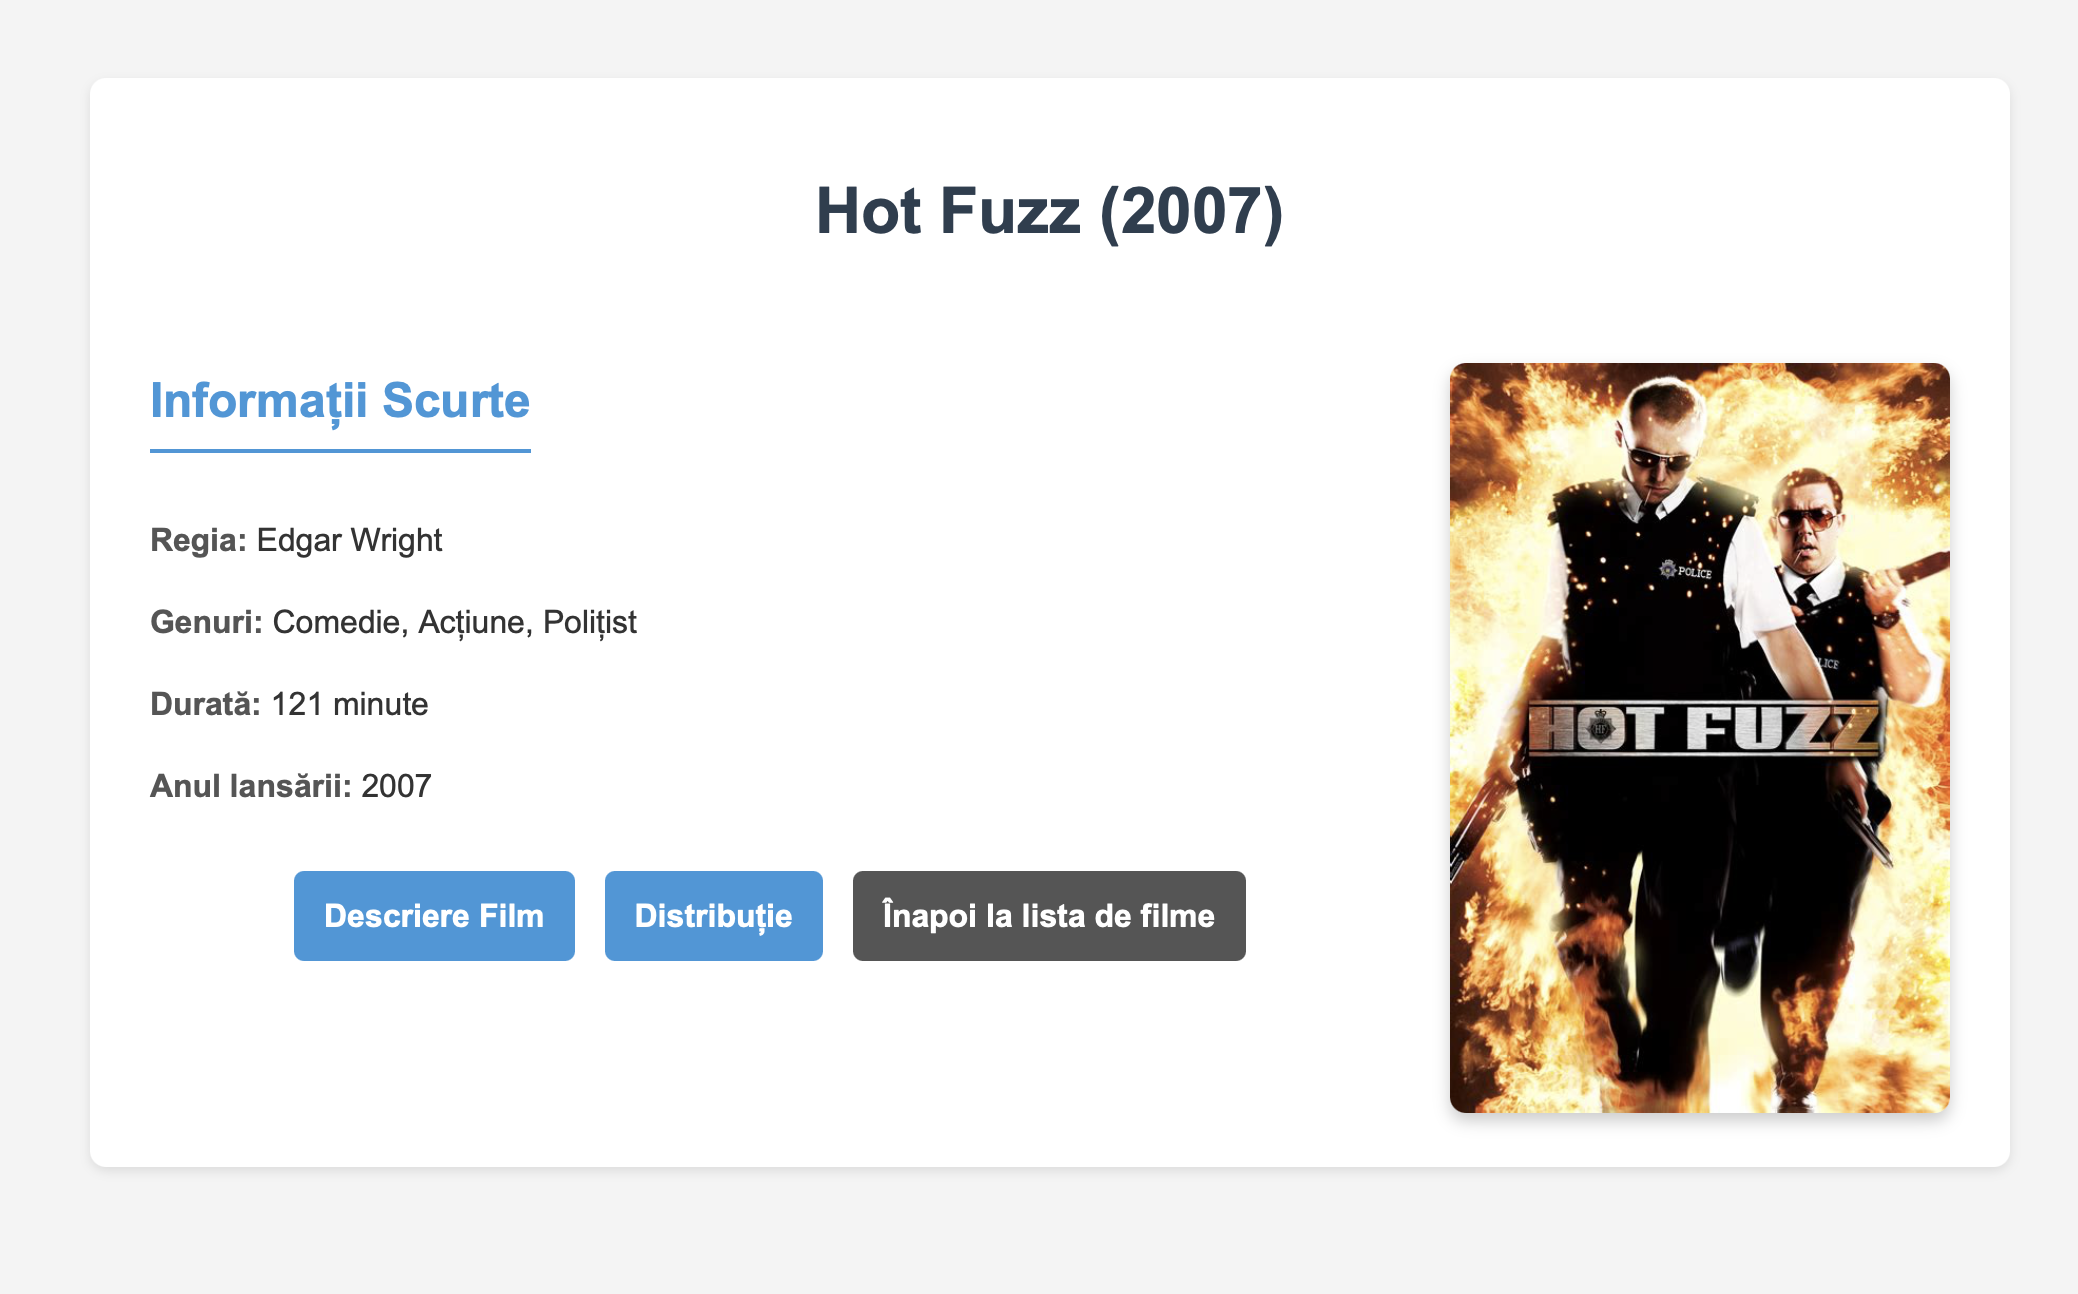 Hot Fuzz (2007)
Informații Scurte
Regia: Edgar Wright
Genuri: Comedie, Acțiune, Polițist
Durată: 121 minute
Anul lansării: 2007
Descriere Film
Distribuție
Înapoi la lista de filme
POLICE
LICE
HOT FUZZ
HF